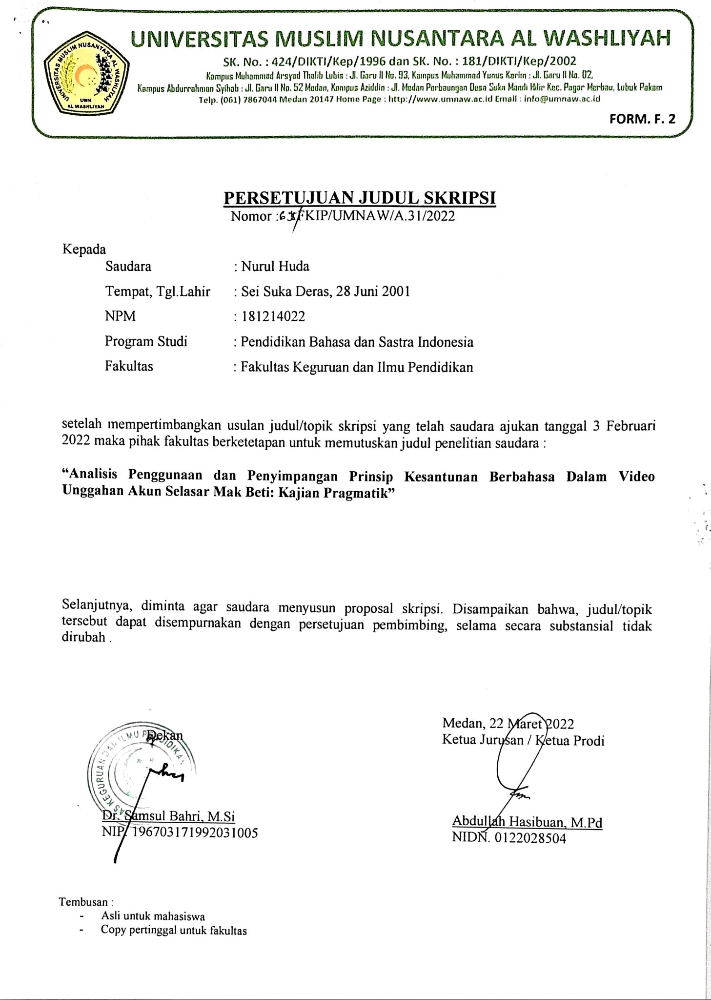 UNIVERSITAS MUSLIM NUSANTARA AL WASHLIYAH
SK. No. : 424/DIKTI/Kep/1996 dan SK. No. : 181/DIKTI/Kep/2002
Kampus Muhammad Arsyad Thalib Lubis : Jl. Garu II No. 93, Kampus Muhammad Yunus Karim : Jl. Garu II No. 02,
Kampus Abdurrahman Syihab : Jl. Garu II No. 52 Medan, Kampus Aziddin : Jl. Medan Perbaungan Desa Suka Mandi Hilir Kec. Pagar Merbau, Lubuk Pakam
Telp. (061) 7867044 Medan 20147 Home Page : http://www.umnaw.ac.id Email : info@umnaw.ac.id
FORM. F. 2
UNIVERSITAS MUSLIM NUSANTARA AL WASHLIYAH
UMN
AL WASHLIYAH
PERSETUJUAN JUDUL SKRIPSI
Nomor : /FKIP/UMNAW/A.31/2022
Kepada
Saudara : Nurul Huda
Tempat, Tgl.Lahir : Sei Suka Deras, 28 Juni 2001
NPM : 181214022
Program Studi : Pendidikan Bahasa dan Sastra Indonesia
Fakultas : Fakultas Keguruan dan Ilmu Pendidikan
setelah mempertimbangkan usulan judul/topik skripsi yang telah saudara ajukan tanggal 3 Februari
2022 maka pihak fakultas berketetapan untuk memutuskan judul penelitian saudara :
“Analisis Penggunaan dan Penyimpangan Prinsip Kesantunan Berbahasa Dalam Video
Unggahan Akun Selasar Mak Beti: Kajian Pragmatik”
Selanjutnya, diminta agar saudara menyusun proposal skripsi. Disampaikan bahwa, judul/topik
tersebut dapat disempurnakan dengan persetujuan pembimbing, selama secara substansial tidak
dirubah .
Medan, 22 Maret 2022
Ketua Jurusan / Ketua Prodi
Abdullah Hasibuan, M.Pd
NIDN. 0122028504
Dekan
KEGURUAN DAN ILMU PENDIDIKAN
Dr. Samsul Bahri, M.Si
NIP. 196703171992031005
Tembusan :
- Asli untuk mahasiswa
- Copy pertinggal untuk fakultas